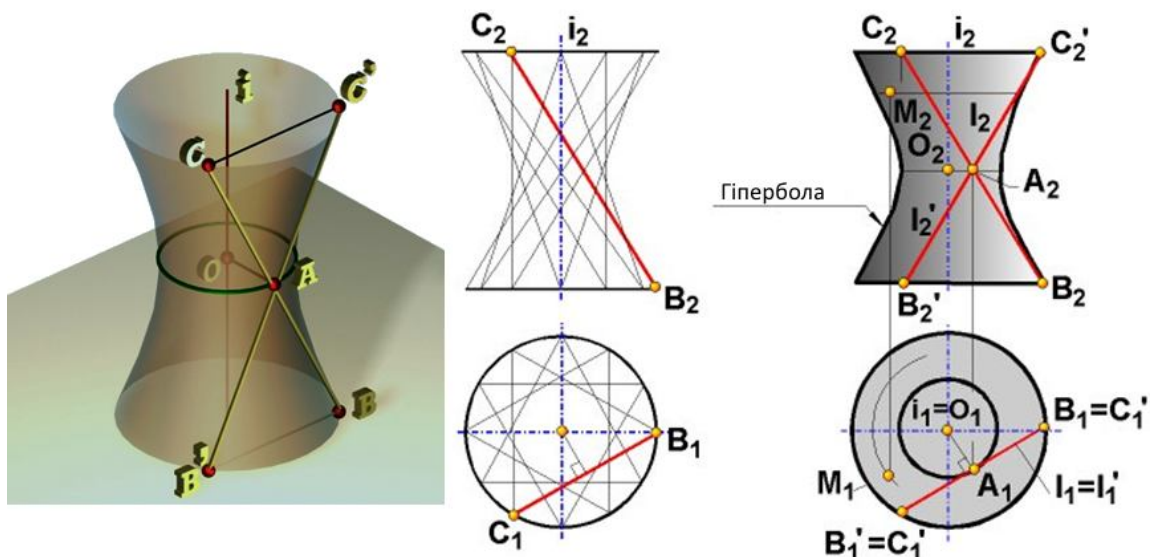 i
C'
C
O
A
B
B'
C₂
i₂
B₂
B₁
C₁
C₂
i₂
C₂'
M₂
l₂
O₂
A₂
Гіпербола
l₂'
B₂'
B₂
i₁=O₁
B₁=C₁'
M₁
A₁
l₁=l₁'
B₁'=C₁'